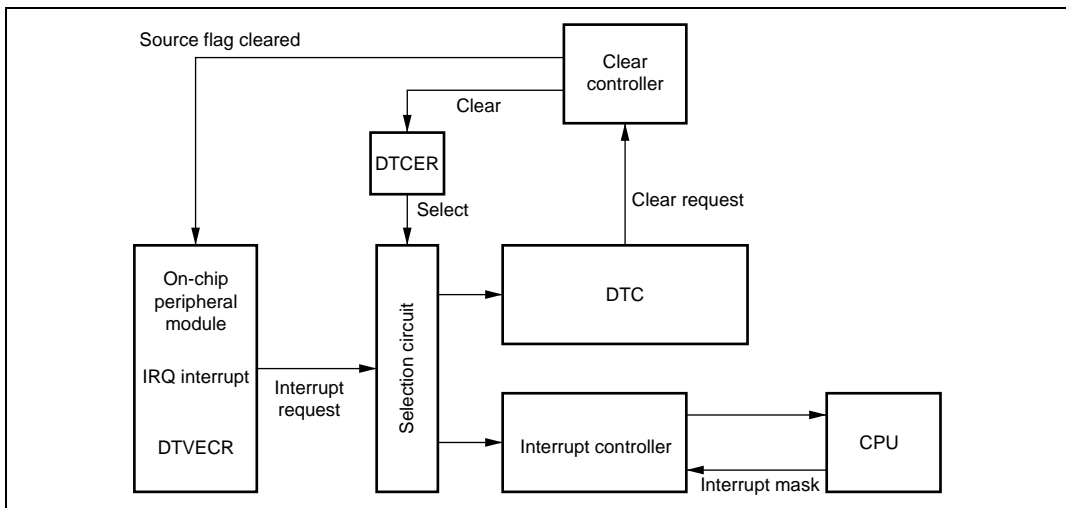 Source flag cleared
Clear
controller
Clear
DTCER
Select
Clear request
On-chip
peripheral
module
IRQ interrupt
DTVECR
Interrupt
request
Selection circuit
DTC
Interrupt controller
CPU
Interrupt mask